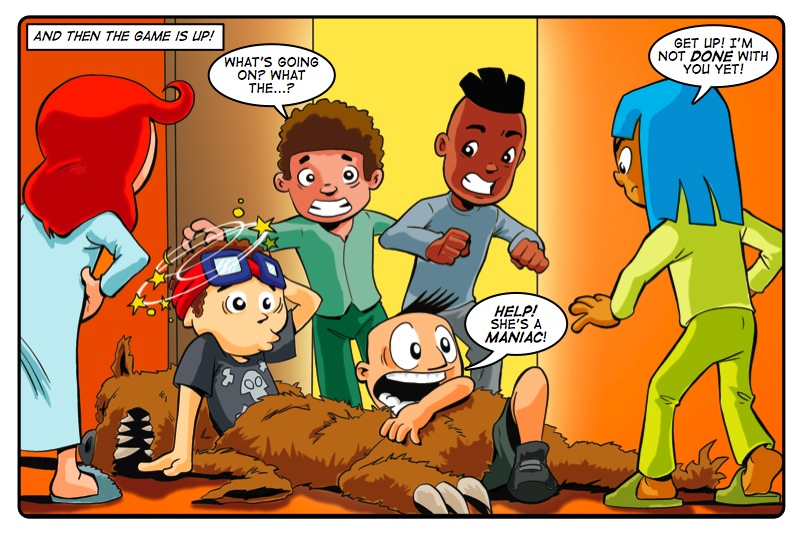 AND THEN THE GAME IS UP!
WHAT'S GOING
ON? WHAT
THE...?
GET UP! I'M
NOT DONE WITH
YOU YET!
HELP!
SHE'S A
MANIAC!